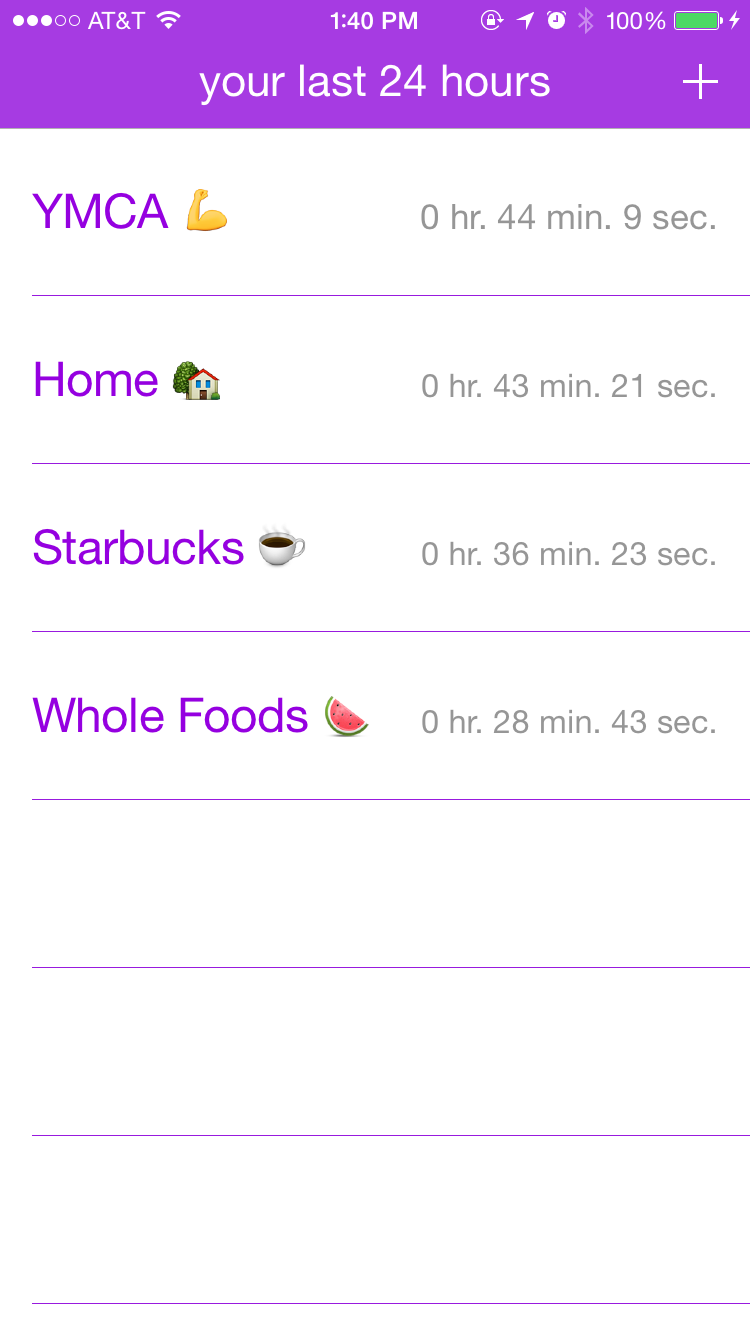 AT&T 1:40 PM 100%
your last 24 hours
YMCA 💪 0 hr. 44 min. 9 sec.
Home 🏡 0 hr. 43 min. 21 sec.
Starbucks ☕ 0 hr. 36 min. 23 sec.
Whole Foods 🍉 0 hr. 28 min. 43 sec.